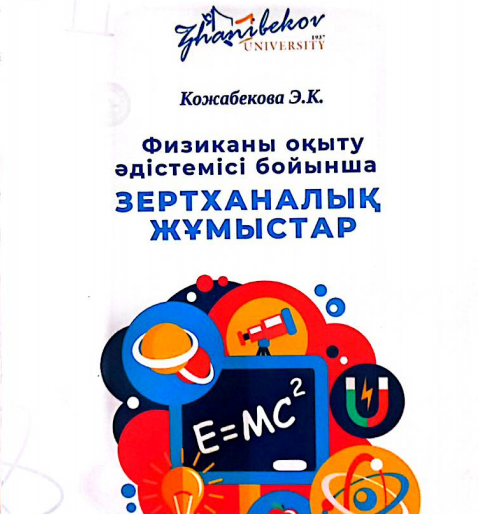 Zhanibekov
UNIVERSITY
1937
Кожабекова Э.К.
Физиканы оқыту
әдістемісі бойынша
ЗЕРТХАНАЛЫҚ
ЖҰМЫСТАР
E=MC²